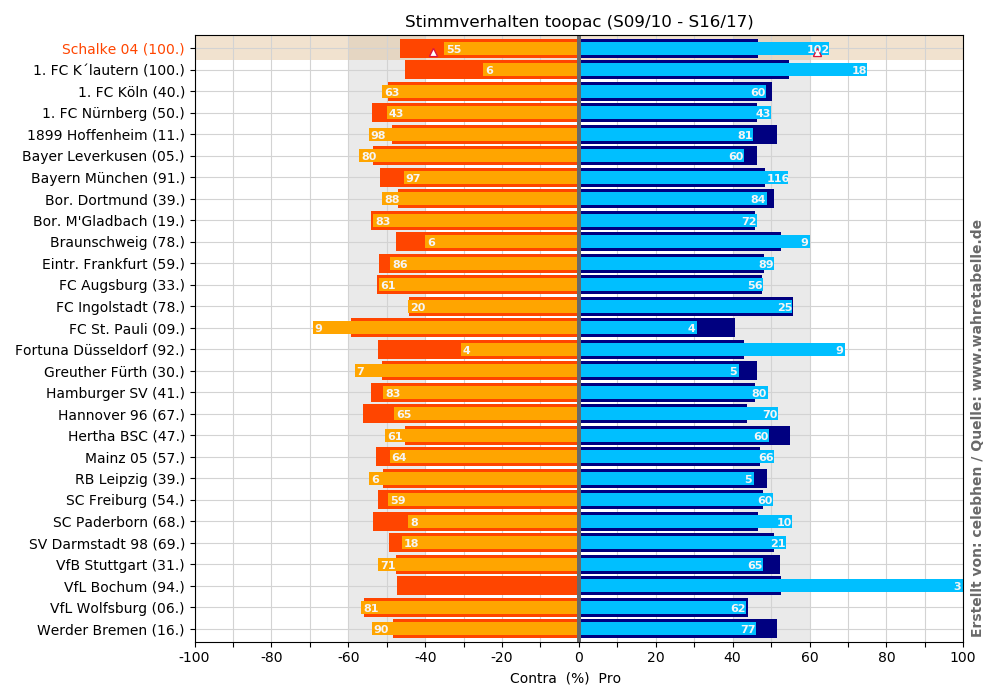 Stimmverhalten toopac (S09/10 - S16/17)
Schalke 04 (100.) 55 102
1. FC K´lautern (100.) 6 18
1. FC Köln (40.) 63 60
1. FC Nürnberg (50.) 43 43
1899 Hoffenheim (11.) 98 81
Bayer Leverkusen (05.) 80 60
Bayern München (91.) 97 116
Bor. Dortmund (39.) 88 84
Bor. M'Gladbach (19.) 83 72
Braunschweig (78.) 6 9
Eintr. Frankfurt (59.) 86 89
FC Augsburg (33.) 61 56
FC Ingolstadt (78.) 20 25
FC St. Pauli (09.) 9 4
Fortuna Düsseldorf (92.) 4 9
Greuther Fürth (30.) 7 5
Hamburger SV (41.) 83 80
Hannover 96 (67.) 65 70
Hertha BSC (47.) 61 60
Mainz 05 (57.) 64 66
RB Leipzig (39.) 6 5
SC Freiburg (54.) 59 60
SC Paderborn (68.) 8 10
SV Darmstadt 98 (69.) 18 21
VfB Stuttgart (31.) 71 65
VfL Bochum (94.) 3
VfL Wolfsburg (06.) 81 62
Werder Bremen (16.) 90 77
-100 -80 -60 -40 -20 0 20 40 60 80 100
Contra (%) Pro
Erstellt von: celebhen / Quelle: www.wahretabelle.de